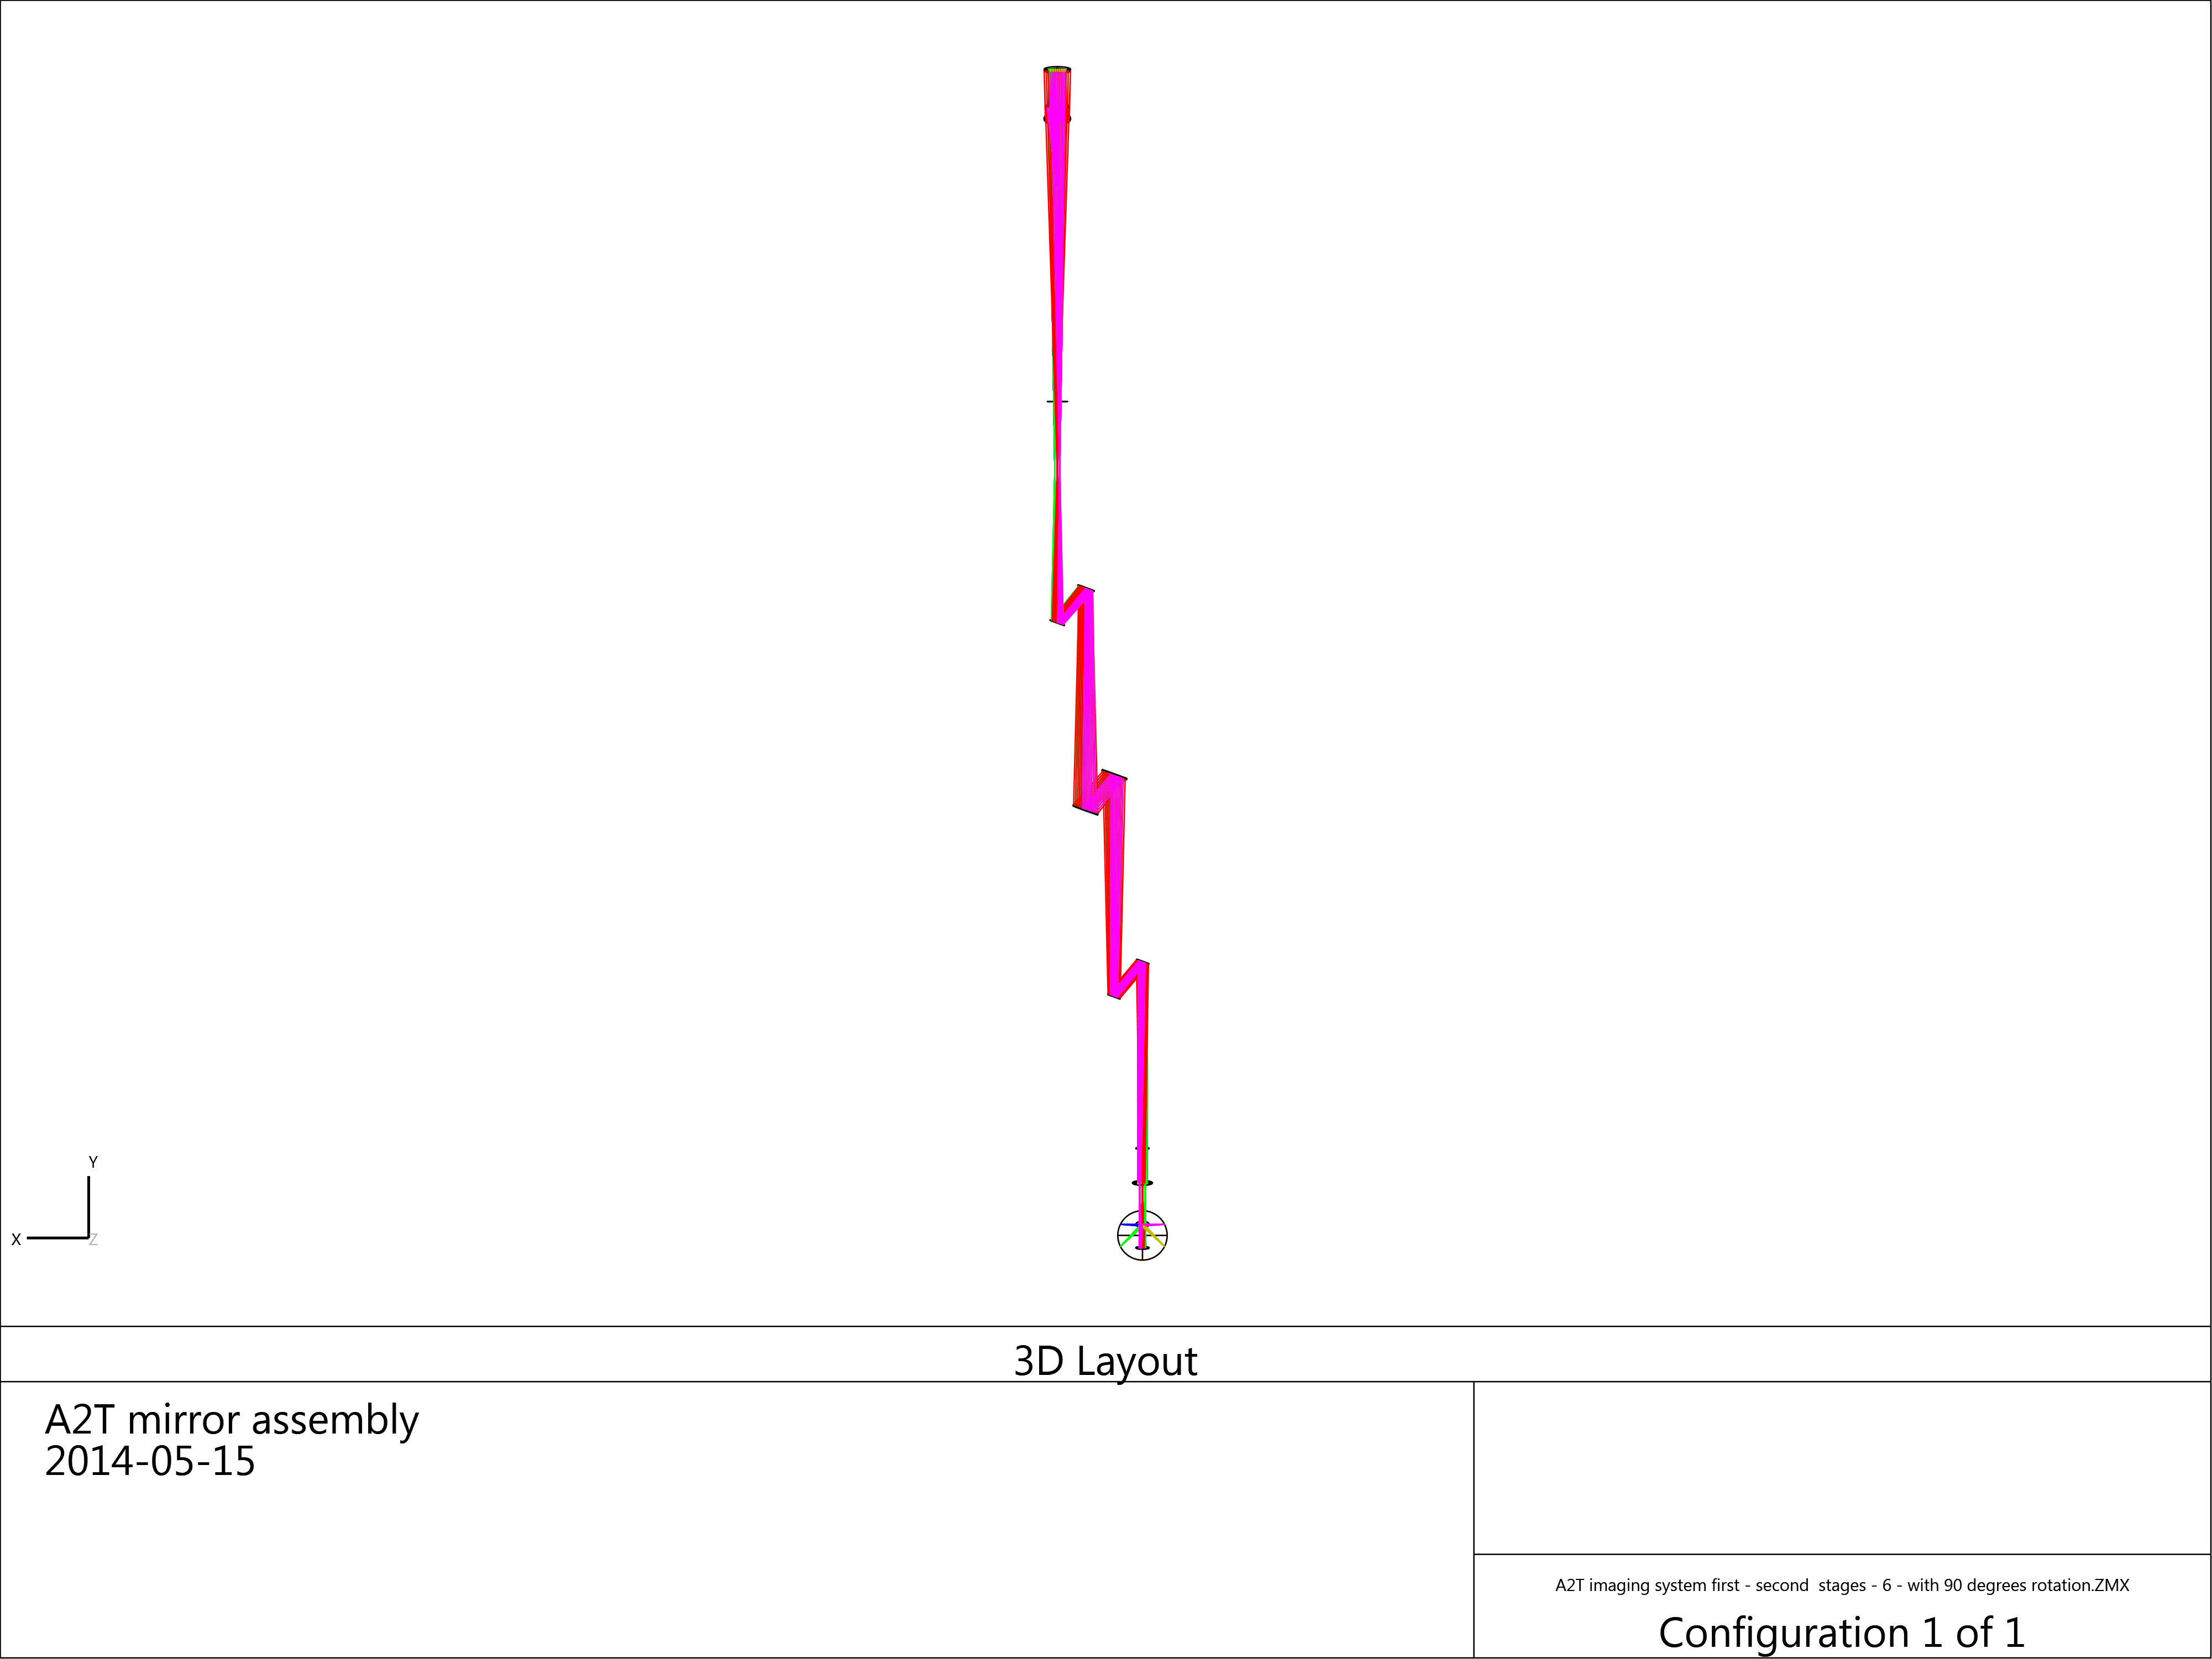 Y
X
Z
3D Layout
A2T mirror assembly
2014-05-15
A2T imaging system first - second  stages - 6 - with 90 degrees rotation.ZMX
Configuration 1 of 1